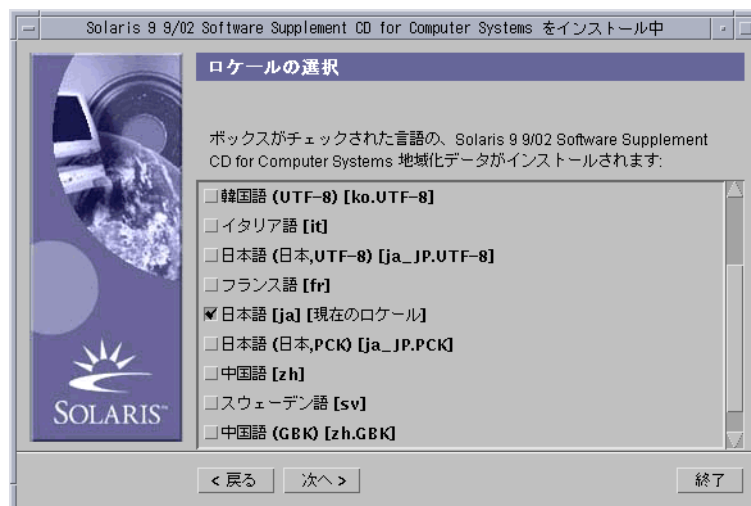 Solaris 9 9/02 Software Supplement CD for Computer Systems をインストール中
ロケールの選択
ボックスがチェックされた言語の、Solaris 9 9/02 Software Supplement
CD for Computer Systems 地域化データがインストールされます:
韓国語 (UTF-8) [ko.UTF-8]
イタリア語 [it]
日本語 (日本,UTF-8) [ja_JP.UTF-8]
フランス語 [fr]
日本語 [ja] [現在のロケール]
日本語 (日本,PCK) [ja_JP.PCK]
中国語 [zh]
スウェーデン語 [sv]
中国語 (GBK) [zh.GBK]
SOLARIS™
< 戻る
次へ >
終了